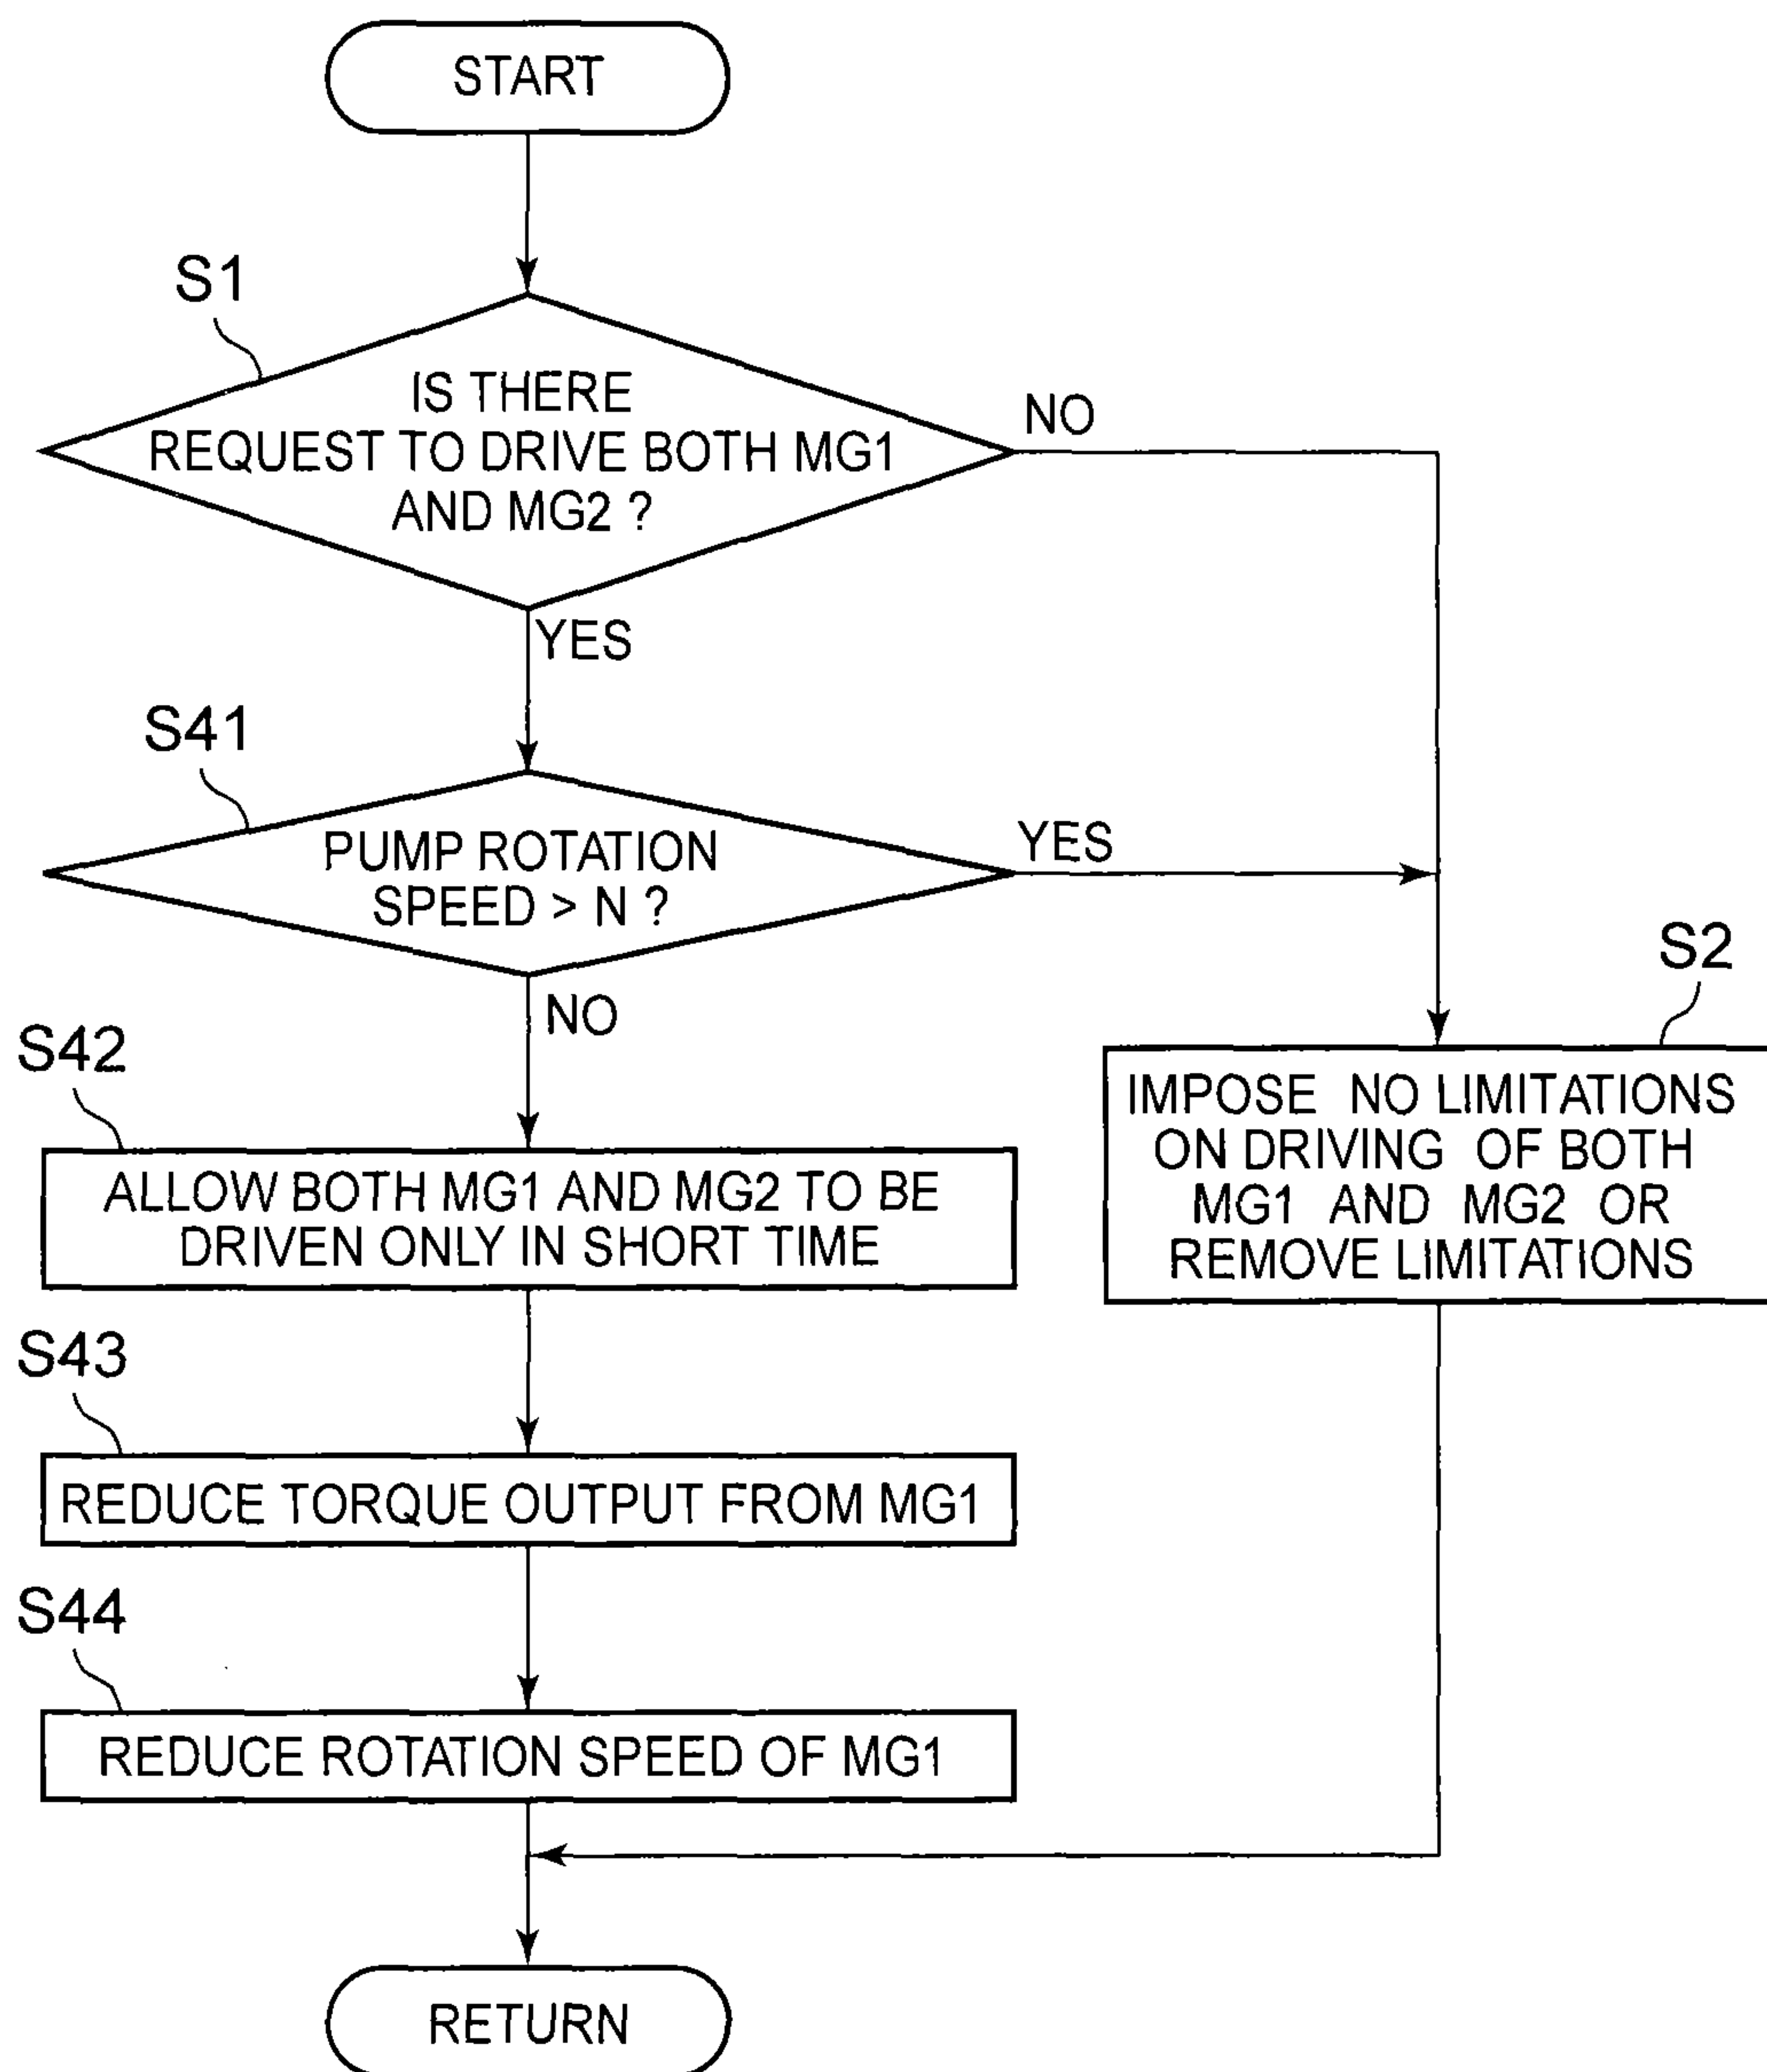 START
S1
IS THERE
REQUEST TO DRIVE BOTH MG1
AND MG2 ?
NO
YES
S41
PUMP ROTATION
SPEED > N ?
YES
NO
S2
IMPOSE NO LIMITATIONS
ON DRIVING OF BOTH
MG1 AND MG2 OR
REMOVE LIMITATIONS
S42
ALLOW BOTH MG1 AND MG2 TO BE
DRIVEN ONLY IN SHORT TIME
S43
REDUCE TORQUE OUTPUT FROM MG1
S44
REDUCE ROTATION SPEED OF MG1
RETURN